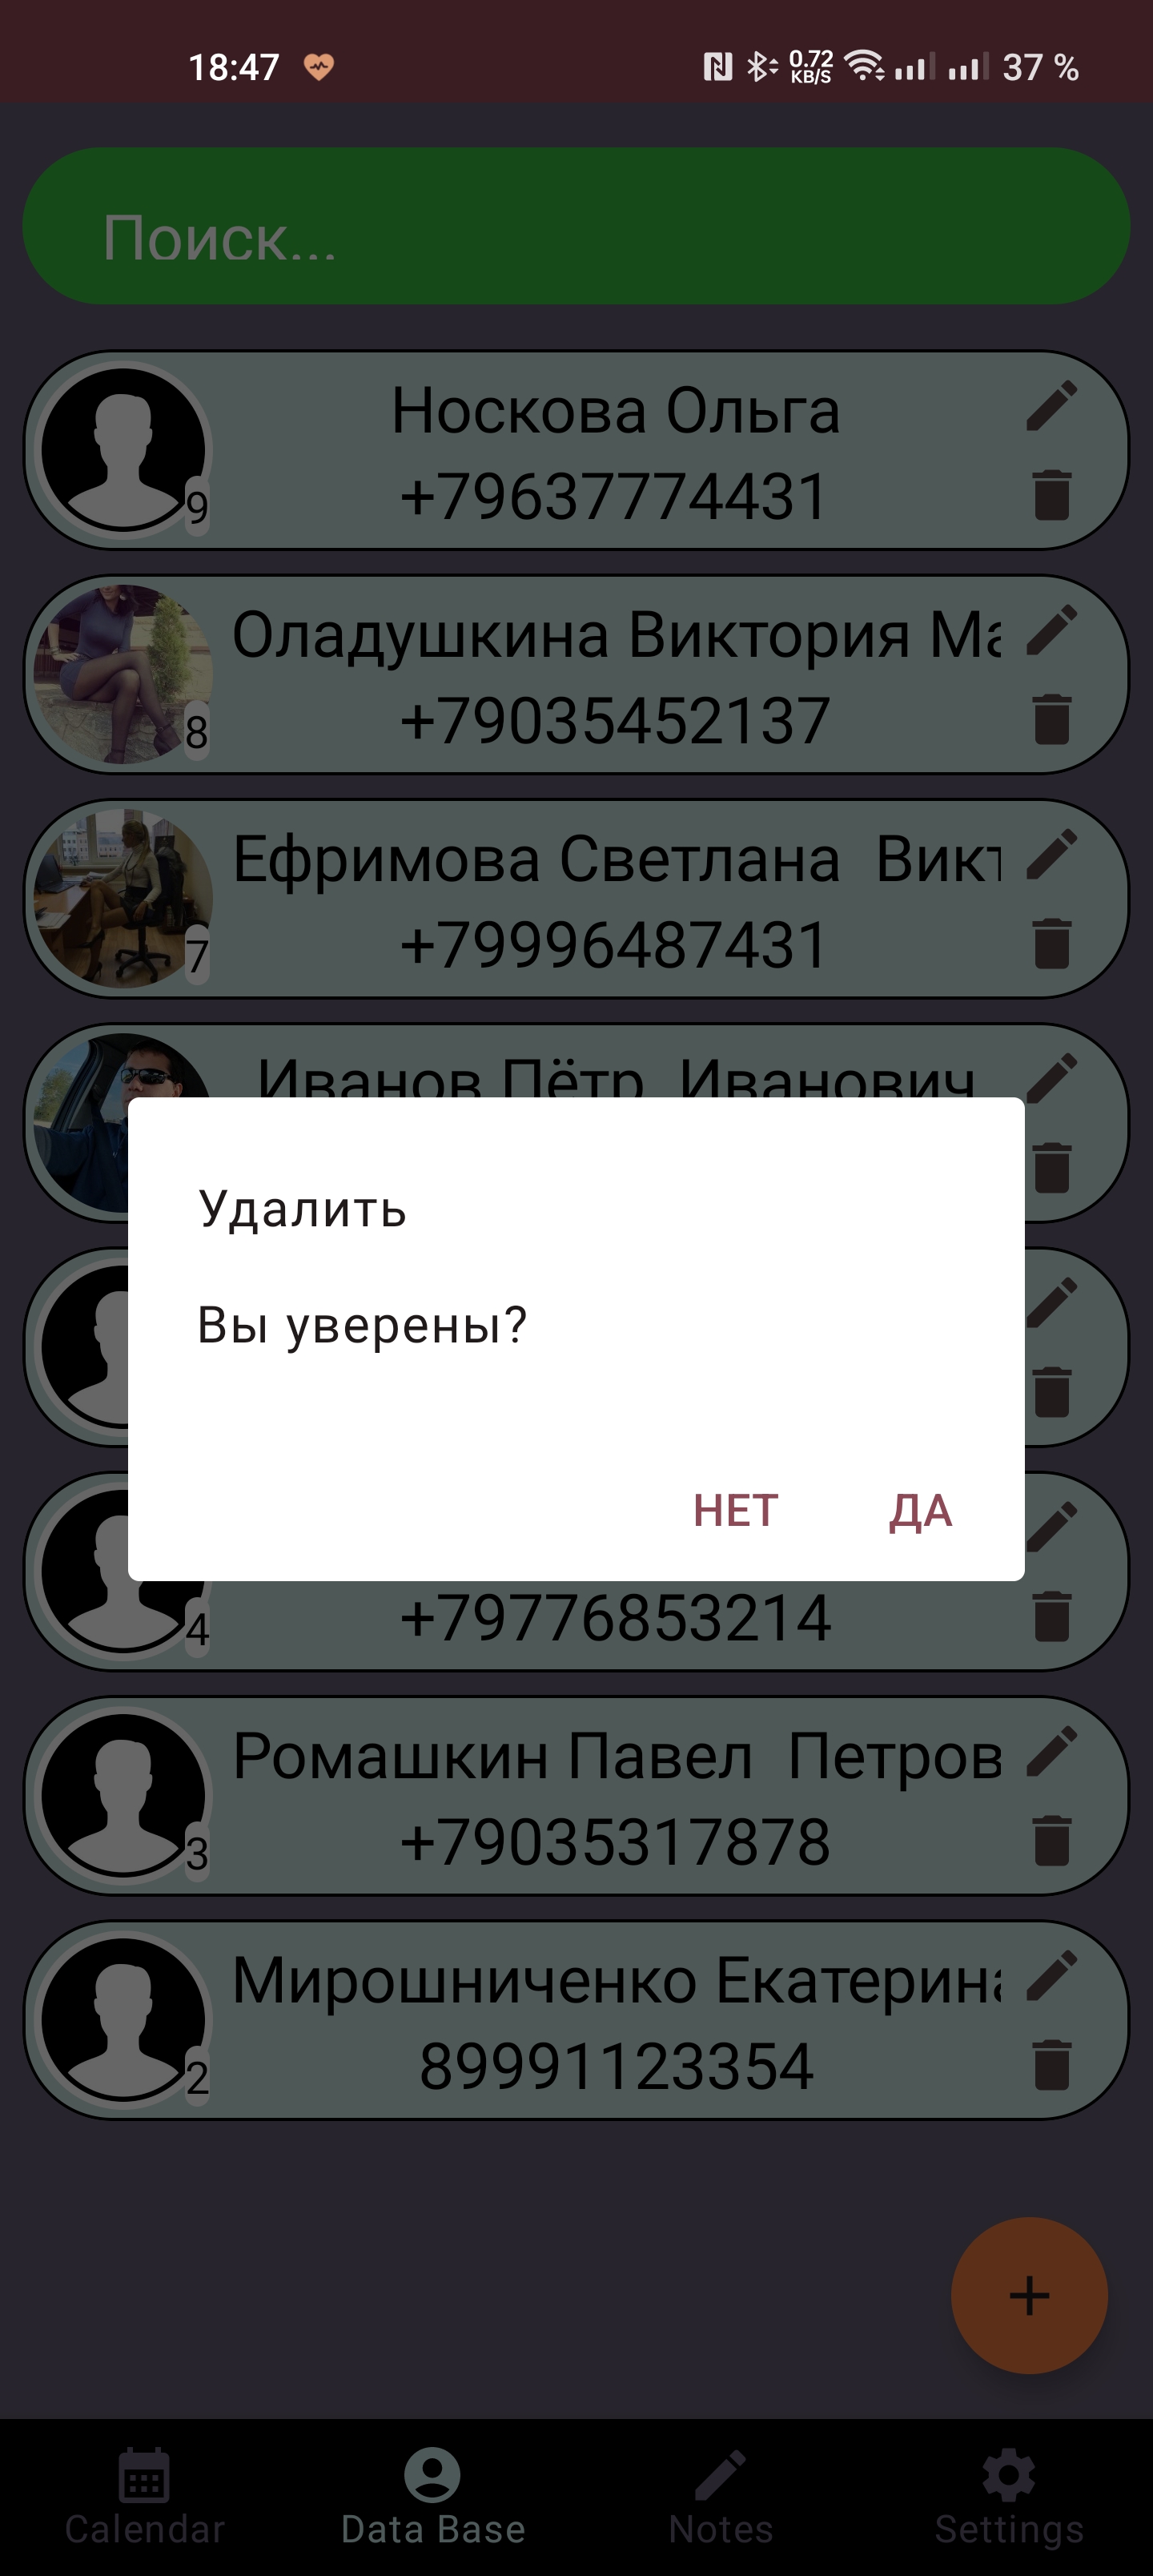 18:47 0.72 KB/S 37 %
Поиск...
Носкова Ольга
+79637774431
9
Оладушкина Виктория Ма
+79035452137
8
Ефримова Светлана Викт
+79996487431
7
Иванов Пётр Иванович
Удалить
Вы уверены?
НЕТ ДА
+79776853214
4
Ромашкин Павел Петров
+79035317878
3
Мирошниченко Екатерина
89991123354
2
Calendar Data Base Notes Settings